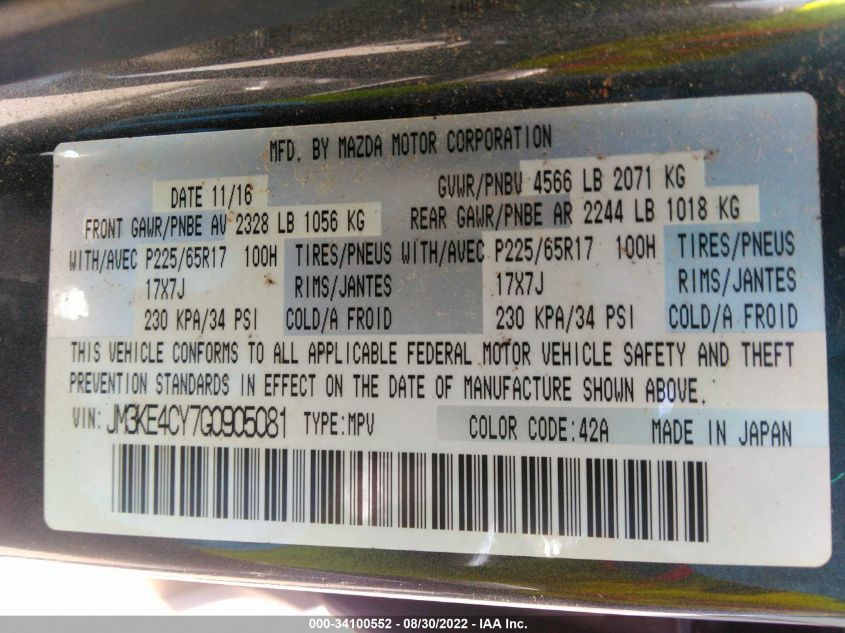 MFD. BY MAZDA MOTOR CORPORATION
DATE 11/16 GVWR/PNBV 4566 LB 2071 KG
FRONT GAWR/PNBE AV 2328 LB 1056 KG REAR GAWR/PNBE AR 2244 LB 1018 KG
WITH/AVEC P225/65R17 100H TIRES/PNEUS WITH/AVEC P225/65R17 100H TIRES/PNEUS
17X7J RIMS/JANTES 17X7J RIMS/JANTES
230 KPA/34 PSI COLD/A FROID 230 KPA/34 PSI COLD/A FROID
THIS VEHICLE CONFORMS TO ALL APPLICABLE FEDERAL MOTOR VEHICLE SAFETY AND THEFT
PREVENTION STANDARDS IN EFFECT ON THE DATE OF MANUFACTURE SHOWN ABOVE.
VIN: JM3KE4CY7G0905081 TYPE:MPV COLOR CODE:42A MADE IN JAPAN
000-34100552 - 08/30/2022 - IAA Inc.